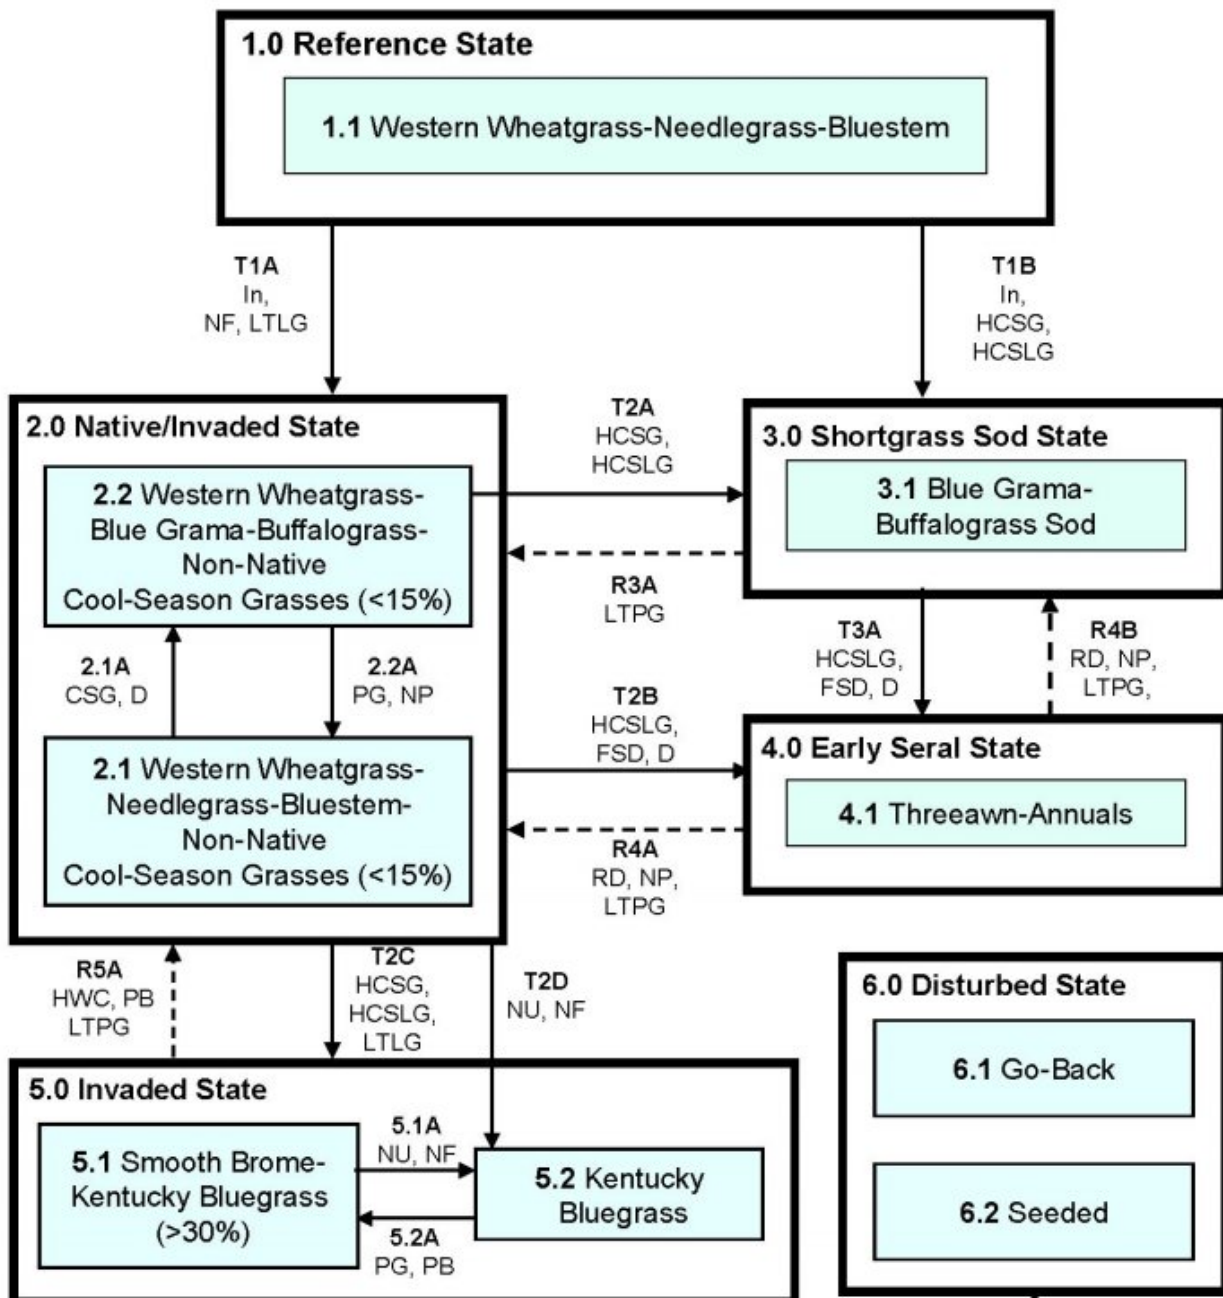 1.0 Reference State
1.1 Western Wheatgrass-Needlegrass-Bluestem
T1A
In,
NF, LTLG
T1B
In,
HCSG,
HCSLG
2.0 Native/Invaded State
2.2 Western Wheatgrass-
Blue Grama-Buffalograss-
Non-Native
Cool-Season Grasses (<15%)
2.1A
CSG, D
2.2A
PG, NP
2.1 Western Wheatgrass-
Needlegrass-Bluestem-
Non-Native
Cool-Season Grasses (<15%)
T2A
HCSG,
HCSLG
R3A
LTPG
3.0 Shortgrass Sod State
3.1 Blue Grama-
Buffalograss Sod
T3A
HCSLG,
FSD, D
R4B
RD, NP,
LTPG,
T2B
HCSLG,
FSD, D
R4A
RD, NP,
LTPG
4.0 Early Seral State
4.1 Threeawn-Annuals
R5A
HWC, PB
LTPG
T2C
HCSG,
HCSLG,
LTLG
T2D
NU, NF
5.0 Invaded State
5.1 Smooth Brome-
Kentucky Bluegrass
(>30%)
5.1A
NU, NF
5.2A
PG, PB
5.2 Kentucky
Bluegrass
6.0 Disturbed State
6.1 Go-Back
6.2 Seeded